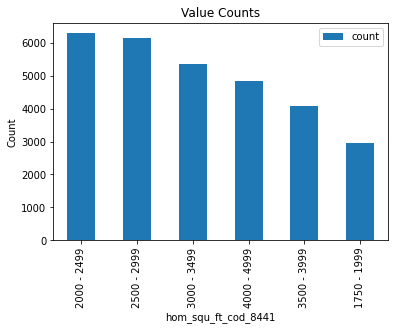 Value Counts
count
Count
6000
5000
4000
3000
2000
1000
0
2000 - 2499
2500 - 2999
3000 - 3499
4000 - 4999
3500 - 3999
1750 - 1999
hom_squ_ft_cod_8441